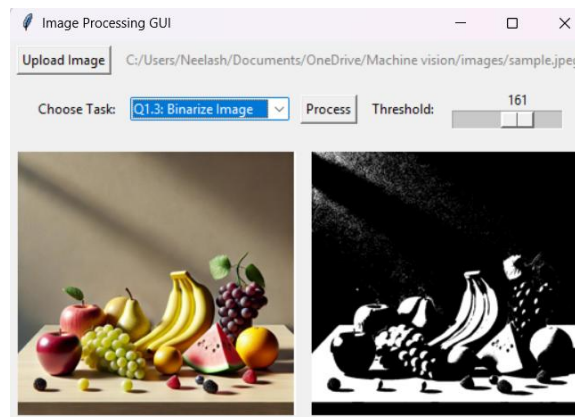 Image Processing GUI
Upload Image C:/Users/Neelash/Documents/OneDrive/Machine vision/images/sample.jpeg
161
Choose Task: Q1.3: Binarize Image Process Threshold: